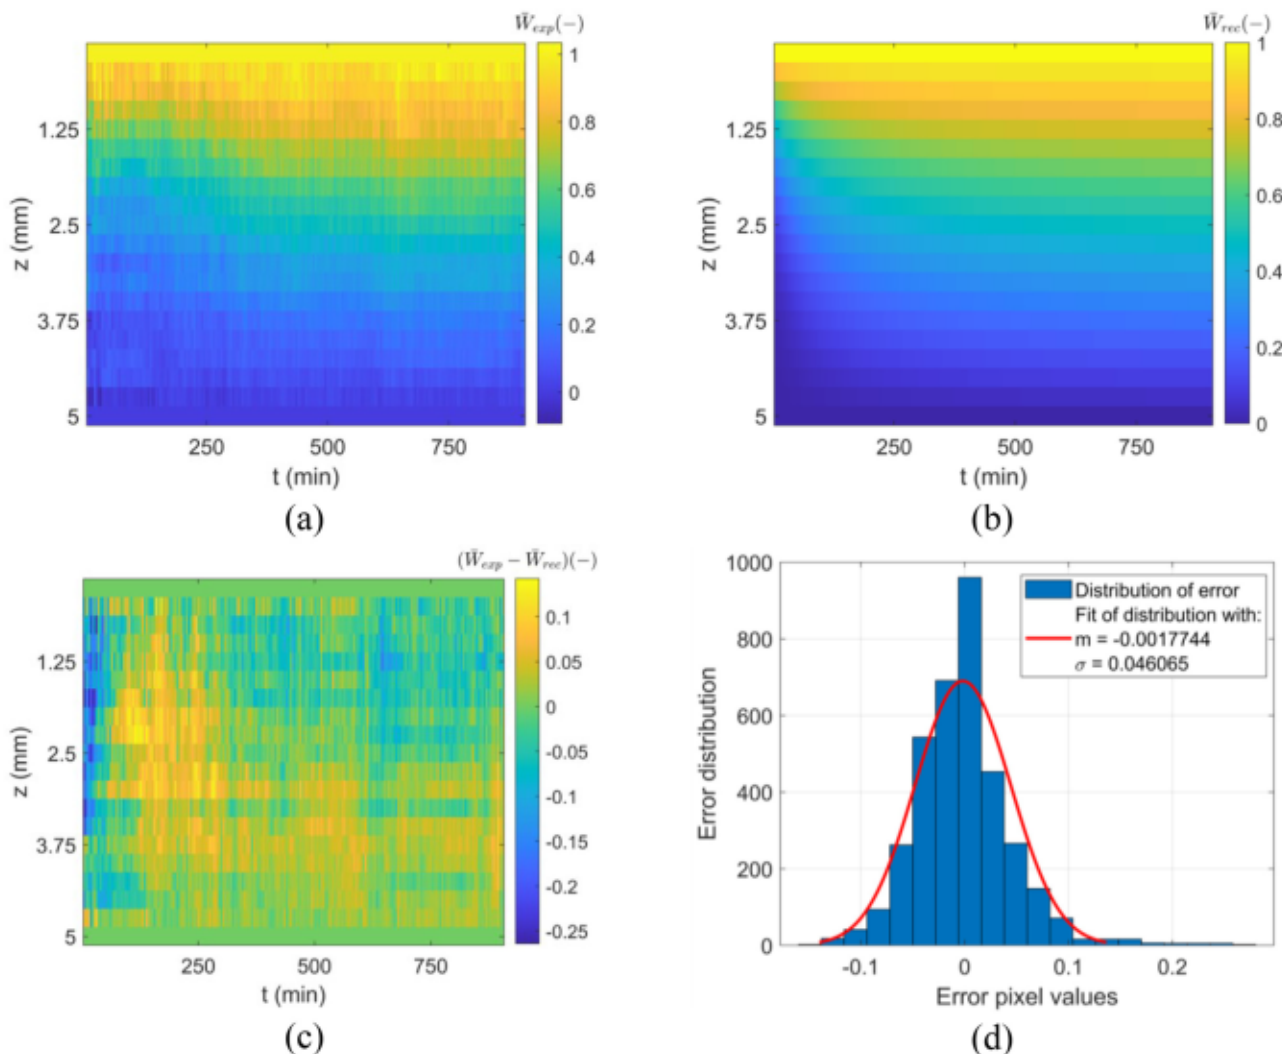 W̄exp(−)
1
0.8
0.6
0.4
0.2
0
1.25
2.5
3.75
5
z (mm)
250
500
750
t (min)
(a)
W̄rec(−)
1
0.8
0.6
0.4
0.2
0
1.25
2.5
3.75
5
z (mm)
250
500
750
t (min)
(b)
(W̄exp − W̄rec)(−)
0.1
0.05
0
-0.05
-0.1
-0.15
-0.2
-0.25
1.25
2.5
3.75
5
z (mm)
250
500
750
t (min)
(c)
1000
800
600
400
200
0
Error distribution
Distribution of error
Fit of distribution with:
m = -0.0017744
σ = 0.046065
-0.1
0
0.1
0.2
Error pixel values
(d)